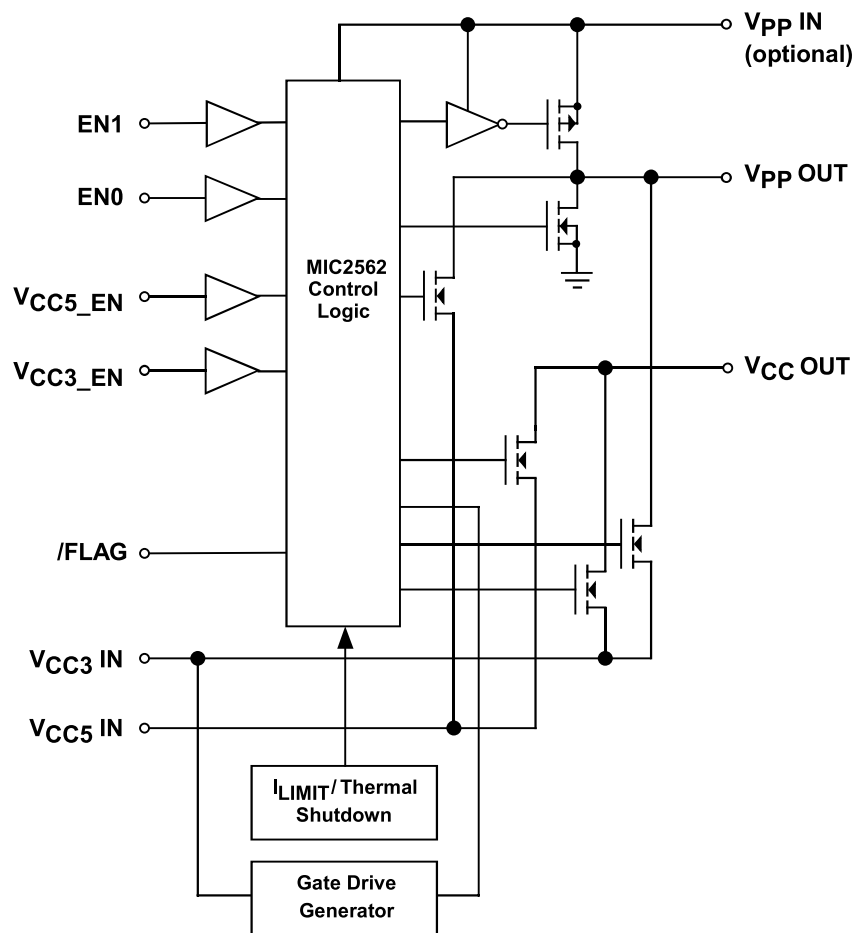 VPP IN
(optional)
EN1
VPP OUT
EN0
MIC2562
Control
Logic
VCC5_EN
VCC3_EN
VCC OUT
/FLAG
VCC3 IN
VCC5 IN
ILIMIT/ Thermal
Shutdown
Gate Drive
Generator